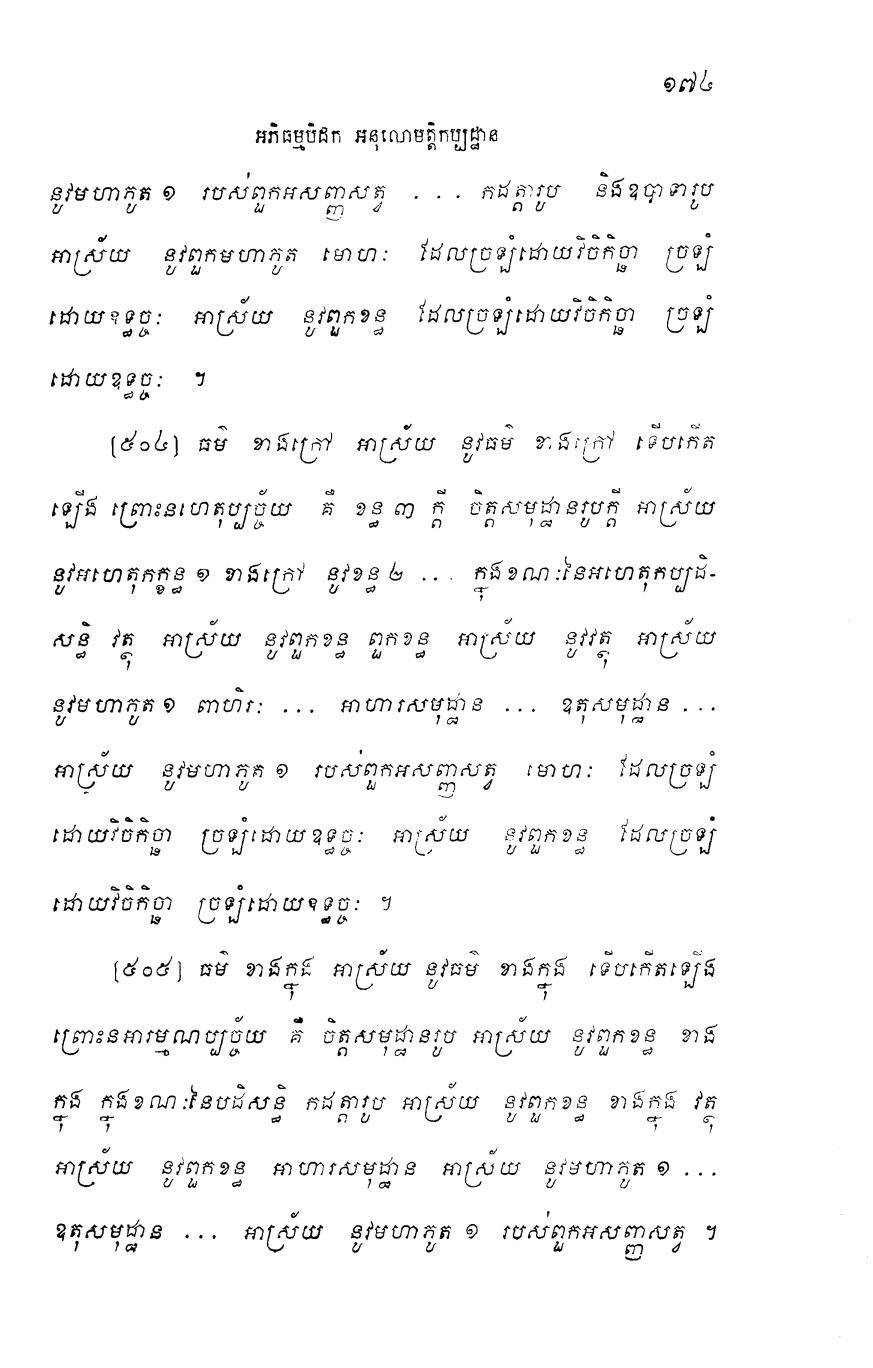 ១៧៤
អភិធម្មបិដក អនុលោមត្តិកប្បដ្ឋាន
នូវមហាភូត ១ របស់ពួកអសញ្ញសត្វ . . . កដត្តារូប និងឧបាទារូប
អាស្រ័យ នូវពួកមហាភូត មោហៈ ដែលច្រឡំដោយវិចិកិច្ឆា ច្រឡំ
ដោយឧទ្ធច្ចៈ អាស្រ័យ នូវពួកខន្ធ ដែលច្រឡំដោយវិចិកិច្ឆា ច្រឡំ
ដោយឧទ្ធច្ចៈ ។
[៥០៤] ធម៌ ខាងក្រៅ អាស្រ័យ នូវធម៌ ខាងក្រៅ ទើបកើត
ឡើង ព្រោះនហេតុប្បច្ច័យ គឺ ខន្ធ ៣ ក្តី ចិត្តសមុដ្ឋានរូបក្តី អាស្រ័យ
នូវអហេតុកក្ខន្ធ ១ ខាងក្រៅ នូវខន្ធ ២ ... ក្នុងខណៈនៃអហេតុកប្បដិ-
សន្ធិ វត្ថុ អាស្រ័យ នូវពួកខន្ធ ពួកខន្ធ អាស្រ័យ នូវវត្ថុ អាស្រ័យ
នូវមហាភូត ១ ពាហិរៈ ... អាហារសមុដ្ឋាន ... ឧតុសមុដ្ឋាន ...
អាស្រ័យ នូវមហាភូត ១ របស់ពួកអសញ្ញសត្វ មោហៈ ដែលច្រឡំ
ដោយវិចិកិច្ឆា ច្រឡំដោយឧទ្ធច្ចៈ អាស្រ័យ នូវពួកខន្ធ ដែលច្រឡំ
ដោយវិចិកិច្ឆា ច្រឡំដោយឧទ្ធច្ចៈ ។
[៥០៥] ធម៌ ខាងក្នុង អាស្រ័យ នូវធម៌ ខាងក្នុង ទើបកើតឡើង
ព្រោះនអារម្មណប្បច្ច័យ គឺ ចិត្តសមុដ្ឋានរូប អាស្រ័យ នូវពួកខន្ធ ខាង
ក្នុង ក្នុងខណៈនៃបដិសន្ធិ កដត្តារូប អាស្រ័យ នូវពួកខន្ធ ខាងក្នុង វត្ថុ
អាស្រ័យ នូវពួកខន្ធ អាហារសមុដ្ឋាន អាស្រ័យ នូវមហាភូត ១ ...
ឧតុសមុដ្ឋាន ... អាស្រ័យ នូវមហាភូត ១ របស់ពួកអសញ្ញសត្វ ។